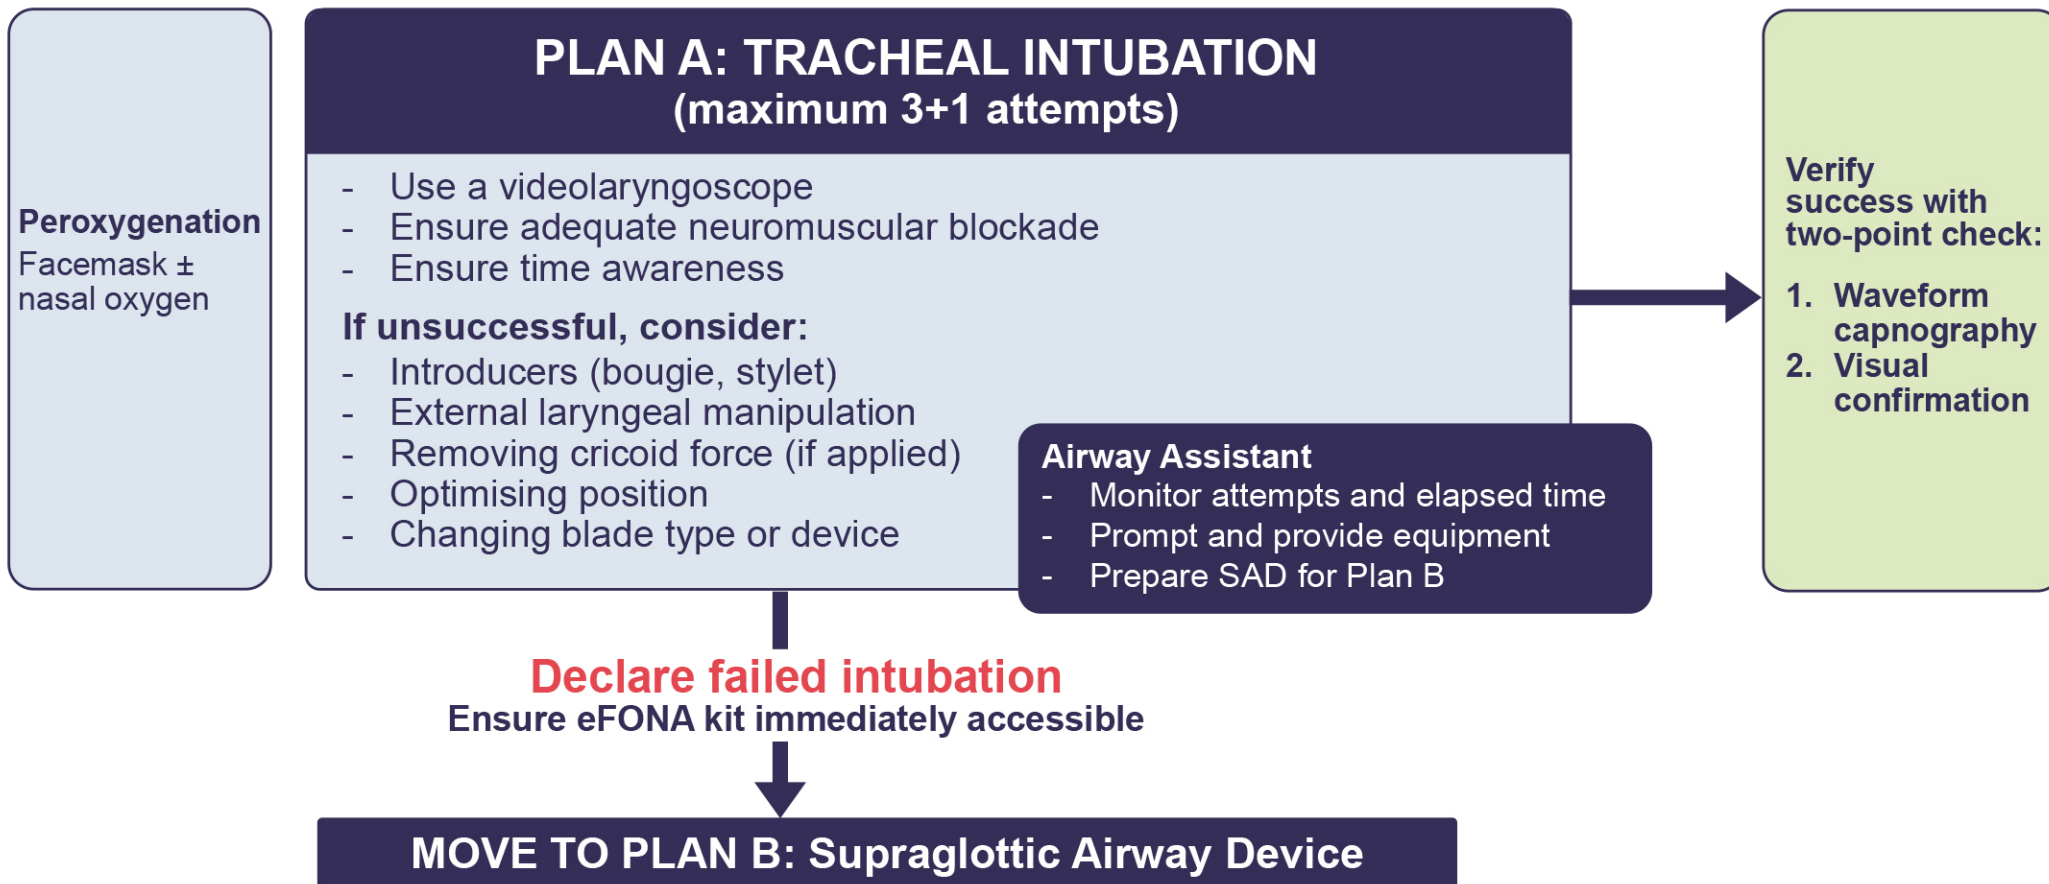 Peroxygenation
Facemask ±
nasal oxygen
PLAN A: TRACHEAL INTUBATION
(maximum 3+1 attempts)
- Use a videolaryngoscope
- Ensure adequate neuromuscular blockade
- Ensure time awareness
If unsuccessful, consider:
- Introducers (bougie, stylet)
- External laryngeal manipulation
- Removing cricoid force (if applied)
- Optimising position
- Changing blade type or device
Airway Assistant
- Monitor attempts and elapsed time
- Prompt and provide equipment
- Prepare SAD for Plan B
Verify
success with
two-point check:
1. Waveform
capnography
2. Visual
confirmation
Declare failed intubation
Ensure eFONA kit immediately accessible
MOVE TO PLAN B: Supraglottic Airway Device